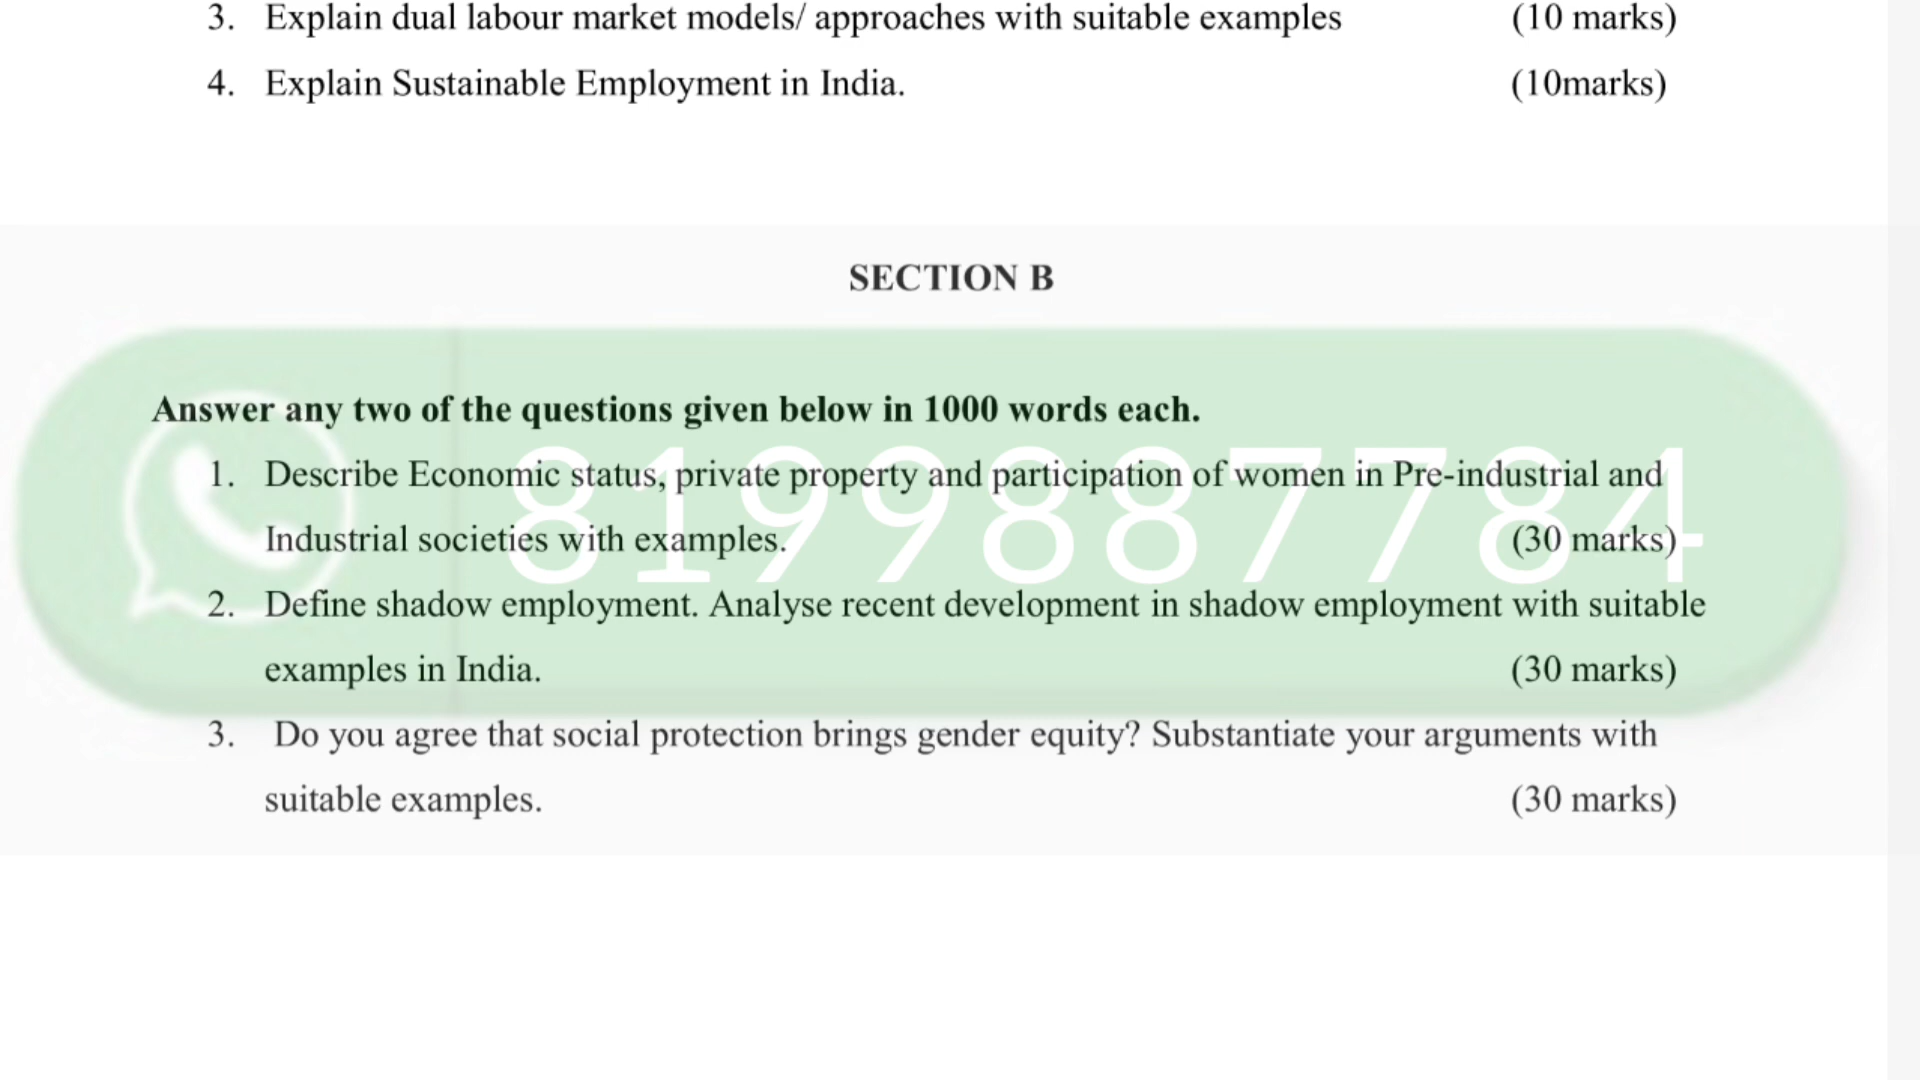 3. Explain dual labour market models/ approaches with suitable examples (10 marks)
4. Explain Sustainable Employment in India. (10marks)
SECTION B
Answer any two of the questions given below in 1000 words each.
1. Describe Economic status, private property and participation of women in Pre-industrial and
Industrial societies with examples. (30 marks)
8199887784
2. Define shadow employment. Analyse recent development in shadow employment with suitable
examples in India. (30 marks)
3. Do you agree that social protection brings gender equity? Substantiate your arguments with
suitable examples. (30 marks)